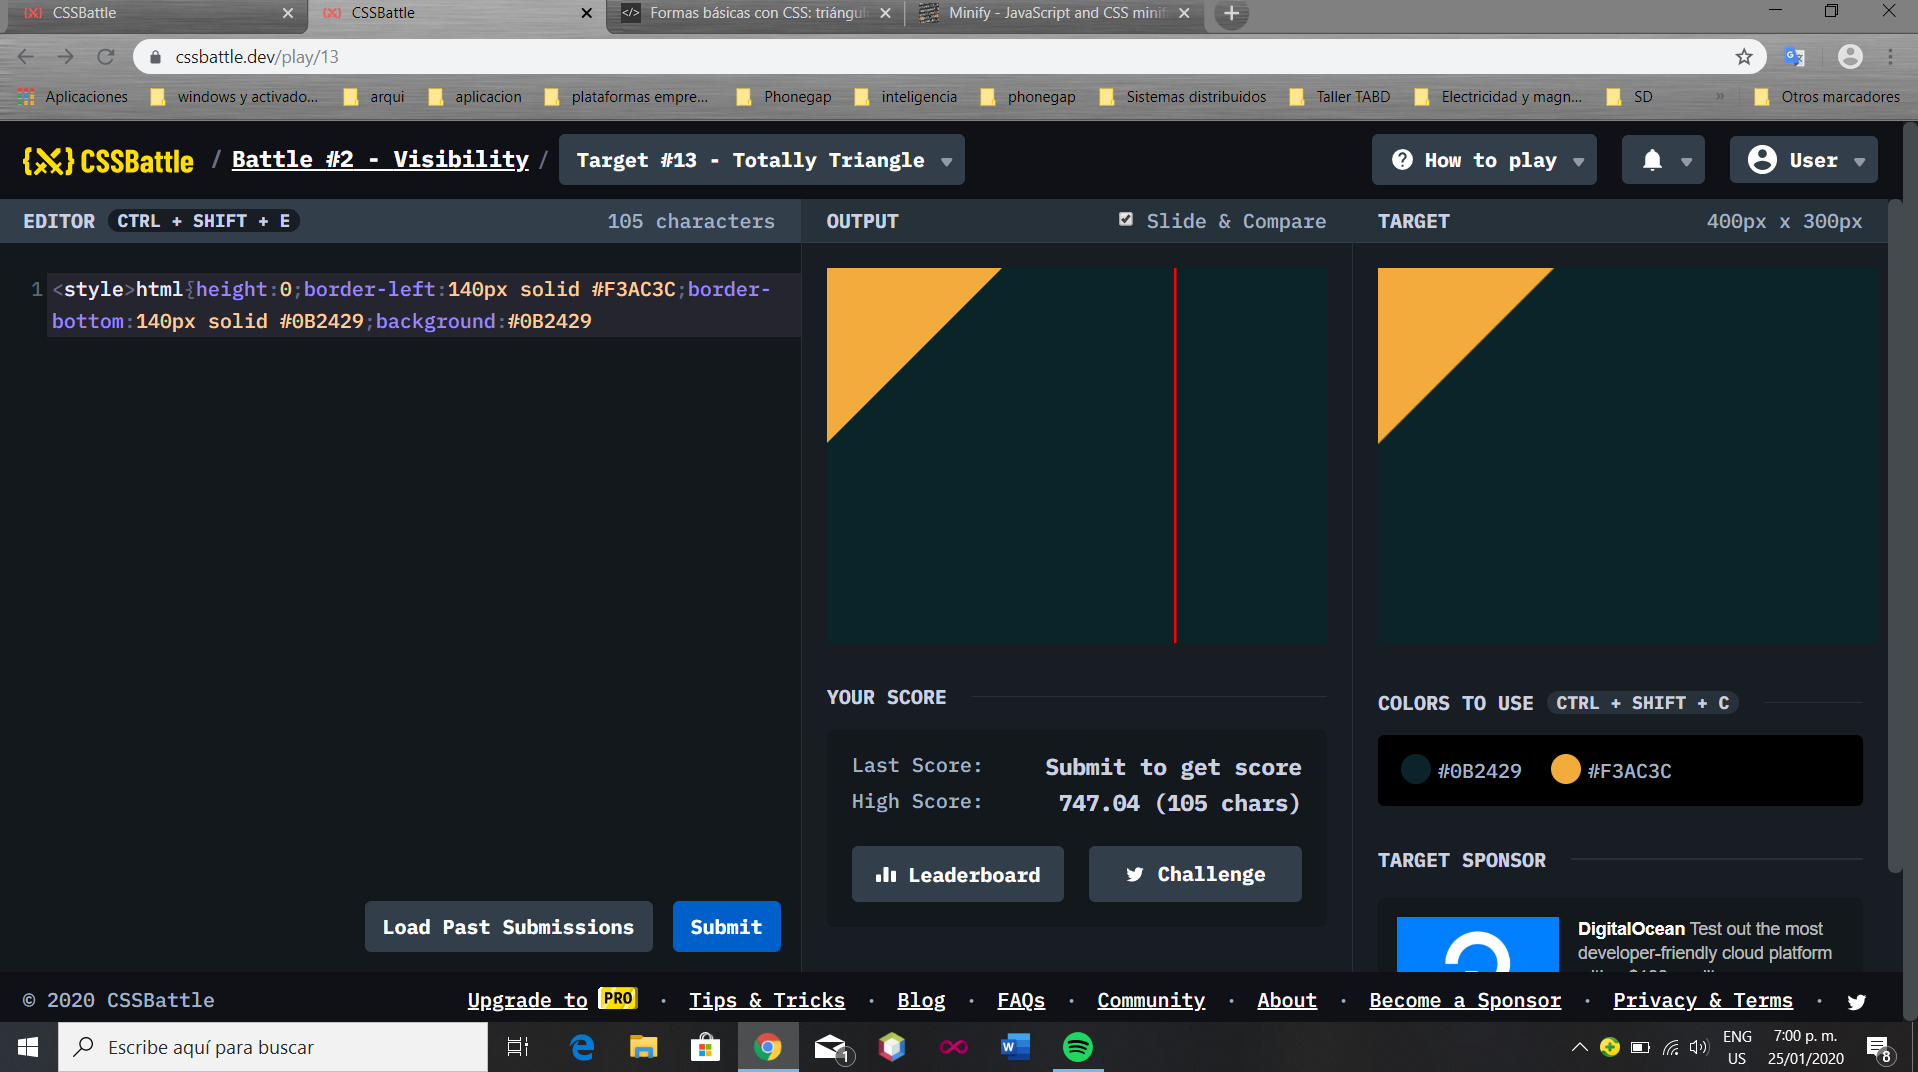 CSSBattle
CSSBattle
Formas básicas con CSS: triángul
Minify - JavaScript and CSS minif
cssbattle.dev/play/13
Aplicaciones windows y activado... arqui aplicacion plataformas empre... Phonegap inteligencia phonegap Sistemas distribuidos Taller TABD Electricidad y magn... SD » Otros marcadores
CSSBattle / Battle #2 - Visibility / Target #13 - Totally Triangle How to play User
EDITOR CTRL + SHIFT + E 105 characters
OUTPUT Slide & Compare
TARGET 400px x 300px
1 <style>html{height:0;border-left:140px solid #F3AC3C;border-
bottom:140px solid #0B2429;background:#0B2429
Load Past Submissions Submit
YOUR SCORE
Last Score: Submit to get score
High Score: 747.04 (105 chars)
Leaderboard Challenge
COLORS TO USE CTRL + SHIFT + C
#0B2429 #F3AC3C
TARGET SPONSOR
DigitalOcean Test out the most
developer-friendly cloud platform
© 2020 CSSBattle Upgrade to PRO · Tips & Tricks · Blog · FAQs · Community · About · Become a Sponsor · Privacy & Terms ·
Escribe aquí para buscar
1
ENG
US
7:00 p. m.
25/01/2020
8